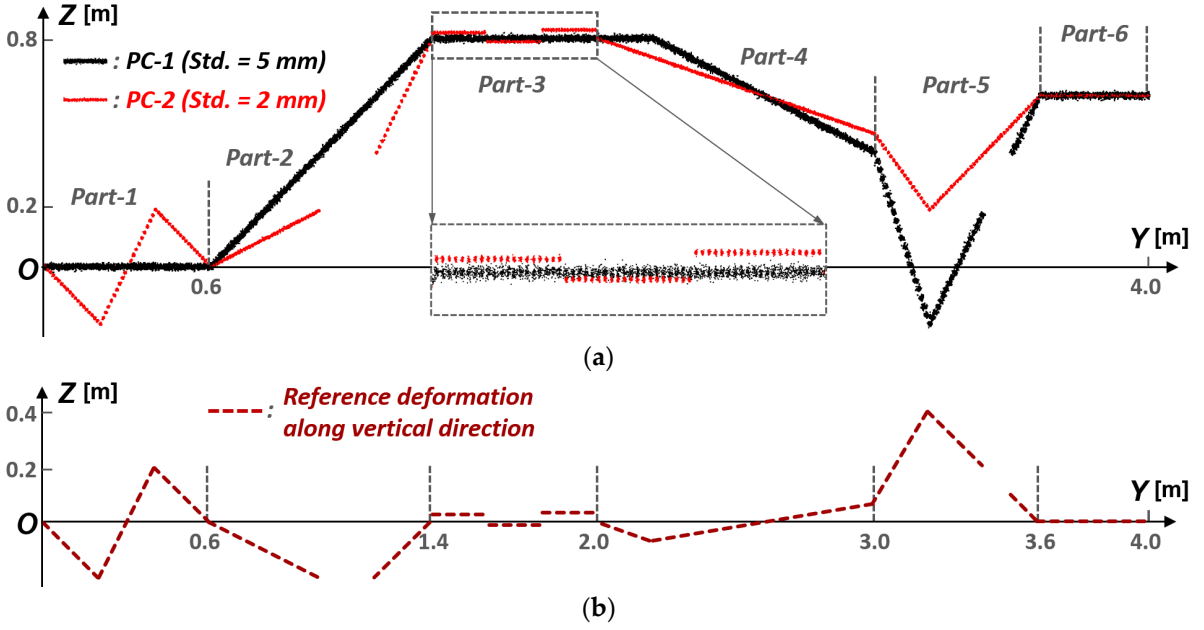 Z [m]
0.8
: PC-1 (Std. = 5 mm)
: PC-2 (Std. = 2 mm)
Part-1
Part-2
Part-3
Part-4
Part-5
Part-6
0.2
O
0.6
Y [m]
4.0
(a)
Z [m]
0.4
0.2
: Reference deformation
along vertical direction
O
0.6
1.4
2.0
3.0
3.6
4.0
Y [m]
(b)